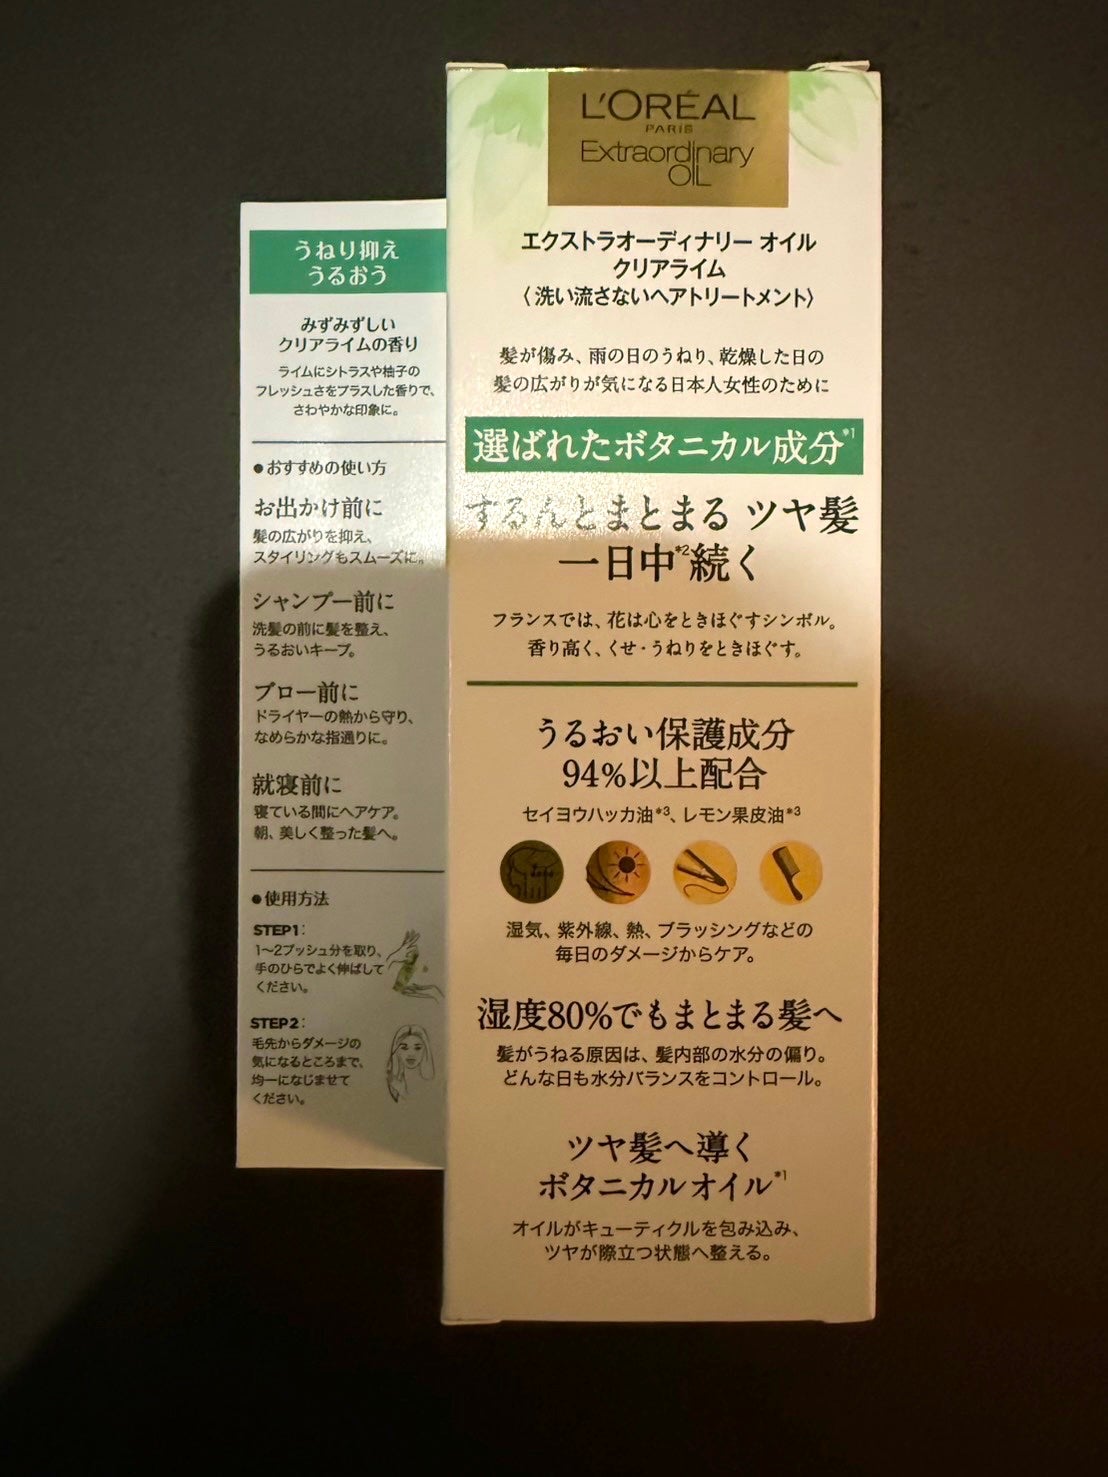 L'ORÉAL
PARIS
Extraordinary
OIL
エクストラオーディナリー オイル
クリアライム
〈洗い流さないヘアトリートメント〉
髪が傷み、雨の日のうねり、乾燥した日の
髪の広がりが気になる日本人女性のために
選ばれたボタニカル成分*1
するんとまとまる ツヤ髪
一日中*2続く
フランスでは、花は心をときほぐすシンボル。
香り高く、くせ・うねりをときほぐす。
うるおい保護成分
94%以上配合
セイヨウハッカ油*3、レモン果皮油*3
湿気、紫外線、熱、ブラッシングなどの
毎日のダメージからケア。
湿度80%でもまとまる髪へ
髪がうねる原因は、髪内部の水分の偏り。
どんな日も水分バランスをコントロール。
ツヤ髪へ導く
ボタニカルオイル*1
オイルがキューティクルを包み込み、
ツヤが際立つ状態へ整える。
うねり抑え
うるおう
みずみずしい
クリアライムの香り
ライムにシトラスや柚子の
フレッシュさをプラスした香りで、
さわやかな印象に。
●おすすめの使い方
お出かけ前に
髪の広がりを抑え、
スタイリングもスムーズに。
シャンプー前に
洗髪の前に髪を整え、
うるおいキープ。
ブロー前に
ドライヤーの熱から守り、
なめらかな指通りに。
就寝前に
寝ている間にヘアケア。
朝、美しく整った髪へ。
●使用方法
STEP1:
1〜2プッシュ分を取り、
手のひらでよく伸ばして
ください。
STEP2:
毛先からダメージの
気になるところまで、
均一になじませて
ください。